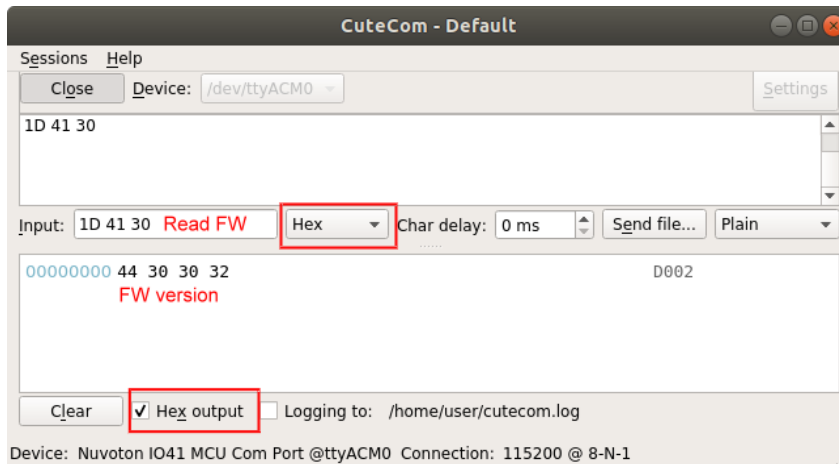 CuteCom - Default
Sessions Help
Close Device: /dev/ttyACM0 Settings
1D 41 30
Input: 1D 41 30 Read FW Hex Char delay: 0 ms Send file... Plain
00000000 44 30 30 32 D002
FW version
Clear Hex output Logging to: /home/user/cutecom.log
Device: Nuvoton IO41 MCU Com Port @ttyACM0 Connection: 115200 @ 8-N-1